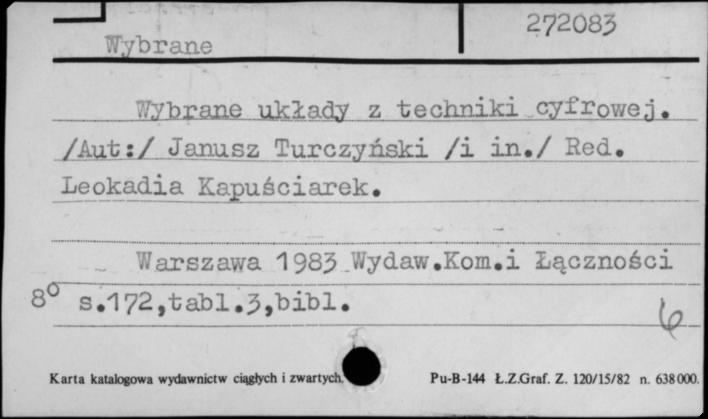 272083
Wybrane
Wybrane układy z techniki cyfrowej.
/Aut:/ Janusz Turczyński /i in./ Red.
Leokadia Kapuściarek.
Warszawa 1983 Wydaw.Kom.i Łączności
8° s.172,tabl.3,bibl.
6
Karta katalogowa wydawnictw ciągłych i zwartych. Pu-B-144 Ł.Z.Graf. Z. 120/15/82 n. 638000.